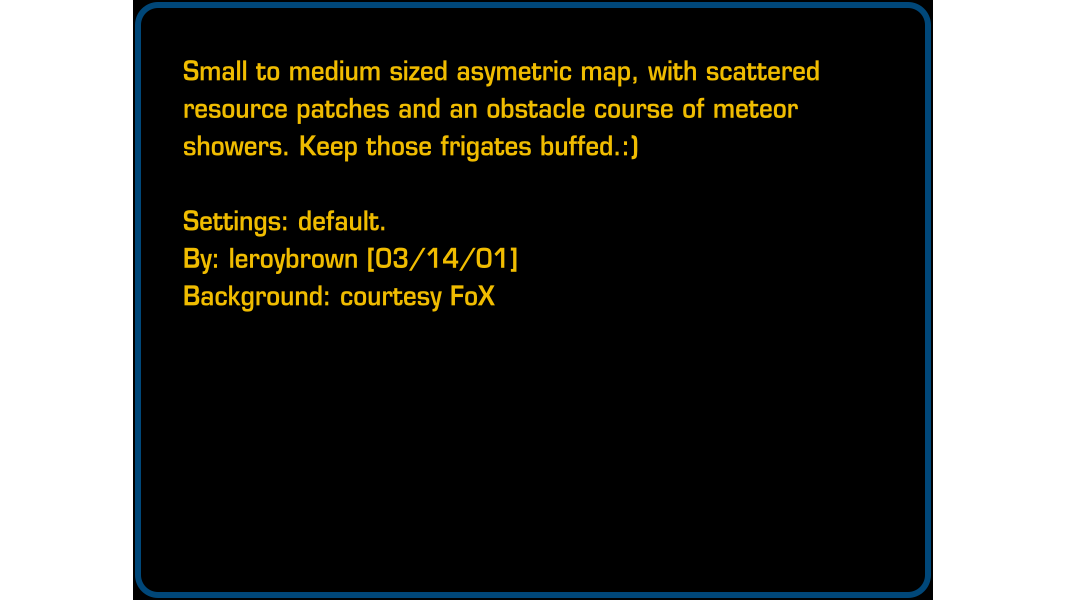 Small to medium sized asymetric map, with scattered
resource patches and an obstacle course of meteor
showers. Keep those frigates buffed.:)
Settings: default.
By: leroybrown [03/14/01]
Background: courtesy FoX